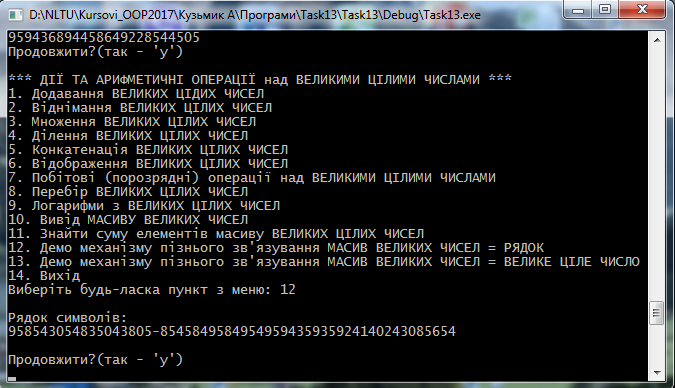 D:\NLTU\Kursovi_OOP2017\Кузьмик А\Програми\Task13\Task13\Debug\Task13.exe
959436894458649228544505
Продовжити?(так - 'y')
*** ДІЇ ТА АРИФМЕТИЧНІ ОПЕРАЦІЇ над ВЕЛИКИМИ ЦІЛИМИ ЧИСЛАМИ ***
1. Додавання ВЕЛИКИХ ЦІДИХ ЧИСЕЛ
2. Віднімання ВЕЛИКИХ ЦІЛИХ ЧИСЕЛ
3. Множення ВЕЛИКИХ ЦІЛИХ ЧИСЕЛ
4. Ділення ВЕЛИКИХ ЦІЛИХ ЧИСЕЛ
5. Конкатенація ВЕЛИКИХ ЦІЛИХ ЧИСЕЛ
6. Відображення ВЕЛИКИХ ЦІЛИХ ЧИСЕЛ
7. Побітові (порозрядні) операції над ВЕЛИКИМИ ЦІЛИМИ ЧИСЛАМИ
8. Перебір ВЕЛИКИХ ЦІЛИХ ЧИСЕЛ
9. Логарифми з ВЕЛИКИХ ЦІЛИХ ЧИСЕЛ
10. Вивід МАСИВУ ВЕЛИКИХ ЧИСЕЛ
11. Знайти суму елементів масиву ВЕЛИКИХ ЦІЛИХ ЧИСЕЛ
12. Демо механізму пізнього зв'язування МАСИВ ВЕЛИКИХ ЧИСЕЛ = РЯДОК
13. Демо механізму пізнього зв'язування МАСИВ ВЕЛИКИХ ЧИСЕЛ = ВЕЛИКЕ ЦІЛЕ ЧИСЛО
14. Вихід
Виберіть будь-ласка пункт з меню: 12
Рядок символів:
958543054835043805-854584958495495943593592414024308565​4
Продовжити?(так - 'y')